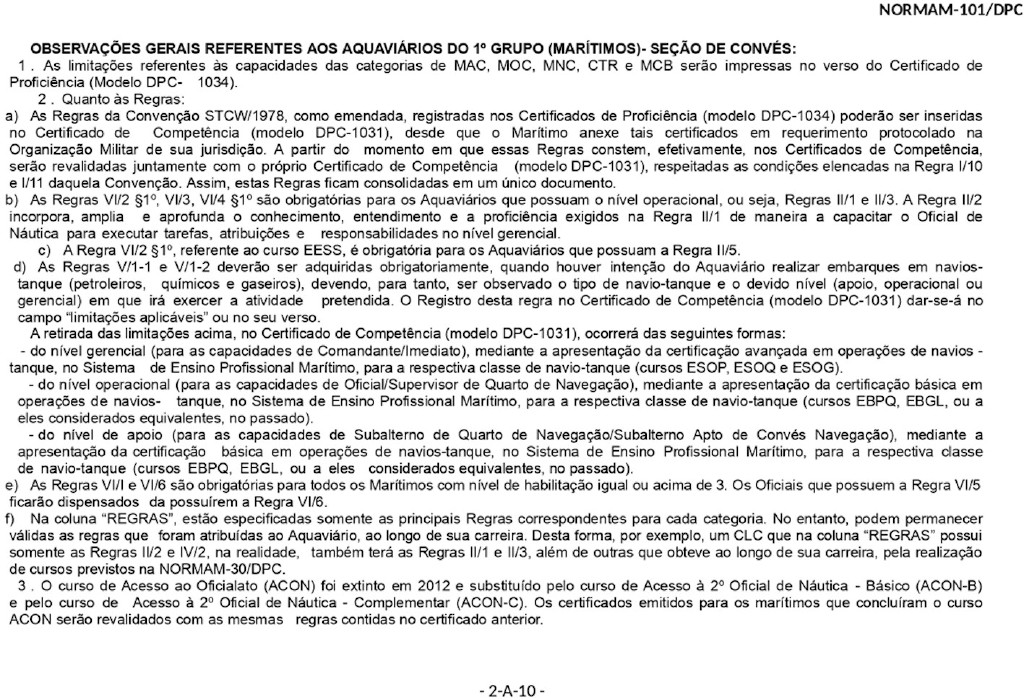 NORMAM-101/DPC
OBSERVAÇÕES GERAIS REFERENTES AOS AQUAVIÁRIOS DO 1º GRUPO (MARÍTIMOS)- SEÇÃO DE CONVÉS:
1 . As limitações referentes às capacidades das categorias de MAC, MOC, MNC, CTR e MCB serão impressas no verso do Certificado de
Proficiência (Modelo DPC- 1034).
2 . Quanto às Regras:
a) As Regras da Convenção STCW/1978, como emendada, registradas nos Certificados de Proficiência (modelo DPC-1034) poderão ser inseridas
no Certificado de Competência (modelo DPC-1031), desde que o Marítimo anexe tais certificados em requerimento protocolado na
Organização Militar de sua jurisdição. A partir do momento em que essas Regras constem, efetivamente, nos Certificados de Competência,
serão revalidadas juntamente com o próprio Certificado de Competência (modelo DPC-1031), respeitadas as condições elencadas na Regra I/10
e I/11 daquela Convenção. Assim, estas Regras ficam consolidadas em um único documento.
b) As Regras VI/2 §1º, VI/3, VI/4 §1º são obrigatórias para os Aquaviários que possuam o nível operacional, ou seja, Regras II/1 e II/3. A Regra II/2
incorpora, amplia e aprofunda o conhecimento, entendimento e a proficiência exigidos na Regra II/1 de maneira a capacitar o Oficial de
Náutica para executar tarefas, atribuições e responsabilidades no nível gerencial.
c) A Regra VI/2 §1º, referente ao curso EESS, é obrigatória para os Aquaviários que possuam a Regra II/5.
d) As Regras V/1-1 e V/1-2 deverão ser adquiridas obrigatoriamente, quando houver intenção do Aquaviário realizar embarques em navios-
tanque (petroleiros, químicos e gaseiros), devendo, para tanto, ser observado o tipo de navio-tanque e o devido nível (apoio, operacional ou
gerencial) em que irá exercer a atividade pretendida. O Registro desta regra no Certificado de Competência (modelo DPC-1031) dar-se-á no
campo “limitações aplicáveis” ou no seu verso.
A retirada das limitações acima, no Certificado de Competência (modelo DPC-1031), ocorrerá das seguintes formas:
- do nível gerencial (para as capacidades de Comandante/Imediato), mediante a apresentação da certificação avançada em operações de navios -
tanque, no Sistema de Ensino Profissional Marítimo, para a respectiva classe de navio-tanque (cursos ESOP, ESOQ e ESOG).
- do nível operacional (para as capacidades de Oficial/Supervisor de Quarto de Navegação), mediante a apresentação da certificação básica em
operações de navios- tanque, no Sistema de Ensino Profissional Marítimo, para a respectiva classe de navio-tanque (cursos EBPQ, EBGL, ou a
eles considerados equivalentes, no passado).
- do nível de apoio (para as capacidades de Subalterno de Quarto de Navegação/Subalterno Apto de Convés Navegação), mediante a
apresentação da certificação básica em operações de navios-tanque, no Sistema de Ensino Profissional Marítimo, para a respectiva classe
de navio-tanque (cursos EBPQ, EBGL, ou a eles considerados equivalentes, no passado).
e) As Regras VI/I e VI/6 são obrigatórias para todos os Marítimos com nível de habilitação igual ou acima de 3. Os Oficiais que possuem a Regra VI/5
ficarão dispensados da possuírem a Regra VI/6.
f) Na coluna “REGRAS”, estão especificadas somente as principais Regras correspondentes para cada categoria. No entanto, podem permanecer
válidas as regras que foram atribuídas ao Aquaviário, ao longo de sua carreira. Desta forma, por exemplo, um CLC que na coluna “REGRAS” possui
somente as Regras II/2 e IV/2, na realidade, também terá as Regras II/1 e II/3, além de outras que obteve ao longo de sua carreira, pela realização
de cursos previstos na NORMAM-30/DPC.
3 . O curso de Acesso ao Oficialato (ACON) foi extinto em 2012 e substituído pelo curso de Acesso à 2º Oficial de Náutica - Básico (ACON-B)
e pelo curso de Acesso à 2º Oficial de Náutica - Complementar (ACON-C). Os certificados emitidos para os marítimos que concluíram o curso
ACON serão revalidados com as mesmas regras contidas no certificado anterior.
- 2-A-10 -